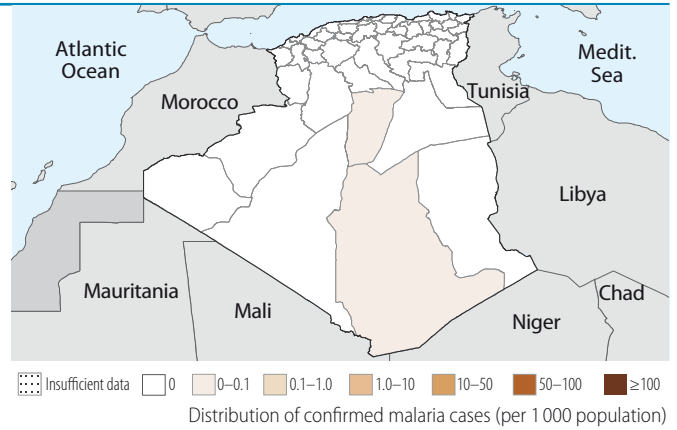 Atlantic
Ocean
Medit.
Sea
Tunisia
Morocco
Libya
Mauritania
Mali
Chad
Niger
Insufficient data 0 0–0.1 0.1–1.0 1.0–10 10–50 50–100 ≥100
Distribution of confirmed malaria cases (per 1 000 population)